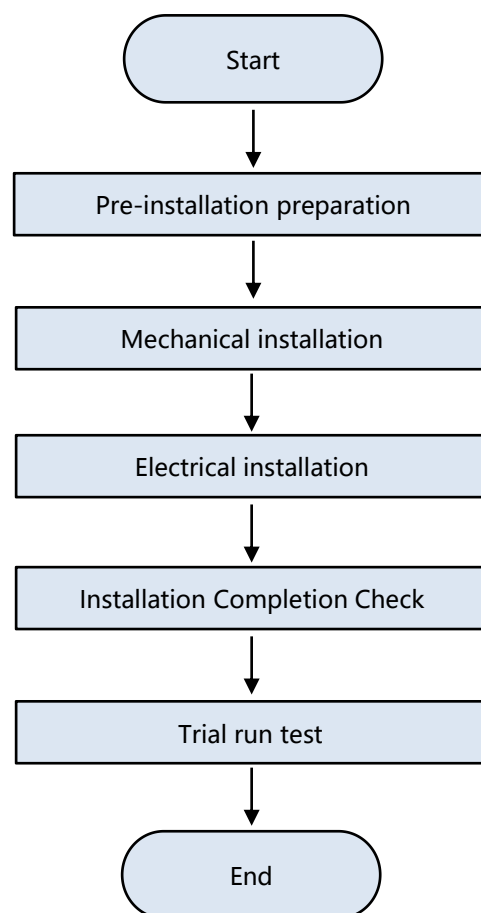 Start
Pre-installation preparation
Mechanical installation
Electrical installation
Installation Completion Check
Trial run test
End